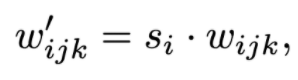 w′_{ijk} = s_i · w_{ijk},